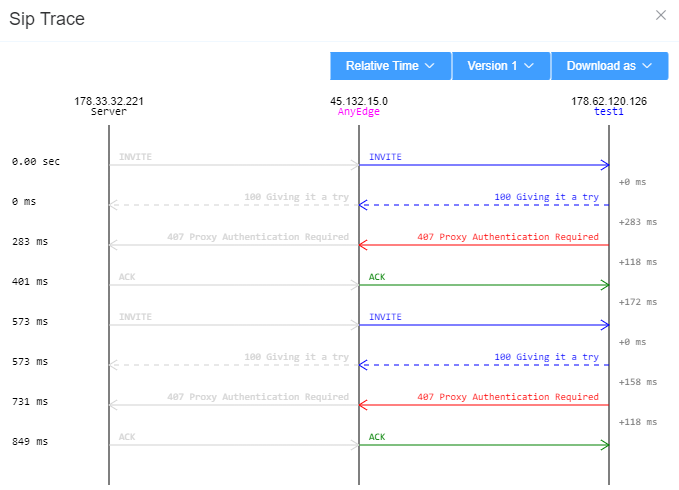 Sip Trace
Relative Time Version 1 Download as
178.33.32.221 45.132.15.0 178.62.120.126
Server AnyEdge test1
INVITE INVITE
0.00 sec
+0 ms
100 Giving it a try 100 Giving it a try
0 ms
+283 ms
407 Proxy Authentication Required 407 Proxy Authentication Required
283 ms
+118 ms
ACK ACK
401 ms
+172 ms
INVITE INVITE
573 ms
+0 ms
100 Giving it a try 100 Giving it a try
573 ms
+158 ms
407 Proxy Authentication Required 407 Proxy Authentication Required
731 ms
+118 ms
ACK ACK
849 ms